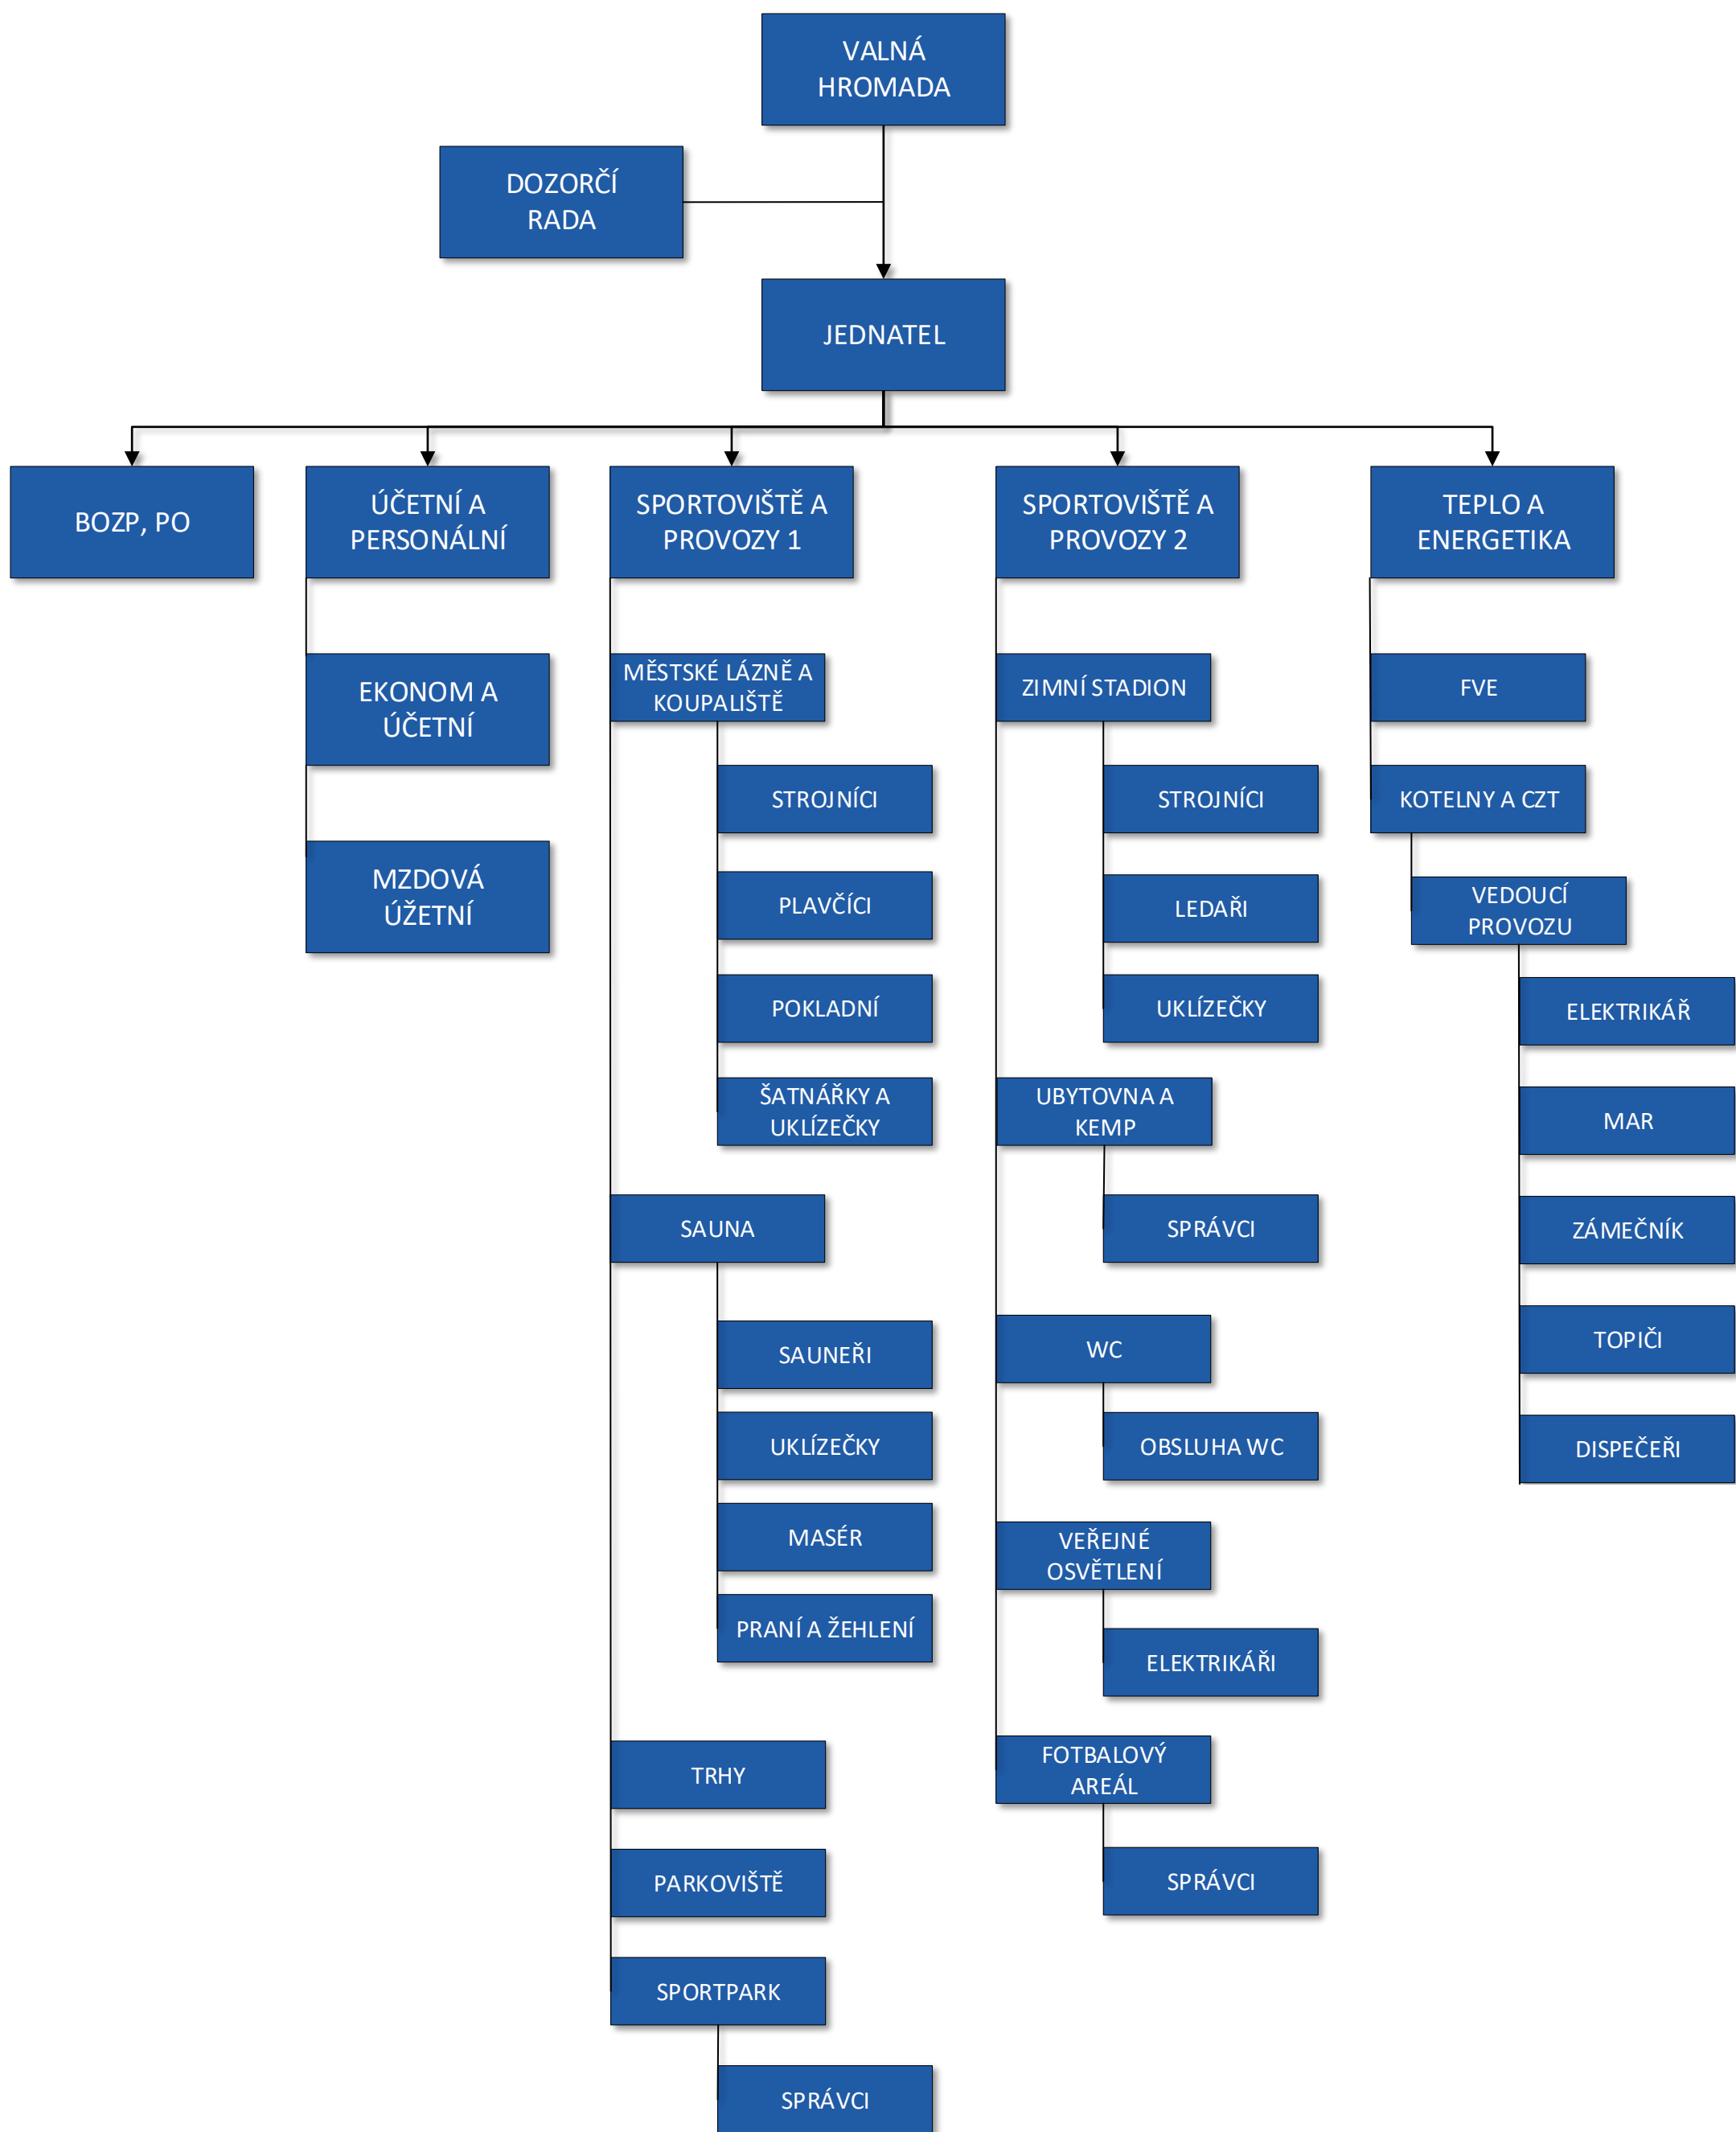 VALNÁ
HROMADA
DOZORČÍ
RADA
JEDNATEL
BOZP, PO
ÚČETNÍ A
PERSONÁLNÍ
SPORTOVIŠTĚ A
PROVOZY 1
SPORTOVIŠTĚ A
PROVOZY 2
TEPLO A
ENERGETIKA
EKONOM A
ÚČETNÍ
MZDOVÁ
ÚŽETNÍ
MĚSTSKÉ LÁZNĚ A
KOUPALIŠTĚ
STROJNÍCI
PLAVČÍCI
POKLADNÍ
ŠATNÁŘKY A
UKLÍZEČKY
SAUNA
SAUNEŘI
UKLÍZEČKY
MASÉR
PRANÍ A ŽEHLENÍ
TRHY
PARKOVIŠTĚ
SPORTPARK
SPRÁVCI
ZIMNÍ STADION
STROJNÍCI
LEDAŘI
UKLÍZEČKY
UBYTOVNA A
KEMP
SPRÁVCI
WC
OBSLUHA WC
VEŘEJNÉ
OSVĚTLENÍ
ELEKTRIKÁŘI
FOTBALOVÝ
AREÁL
SPRÁVCI
FVE
KOTELNY A CZT
VEDOUCÍ
PROVOZU
ELEKTRIKÁŘ
MAR
ZÁMEČNÍK
TOPIČI
DISPEČEŘI